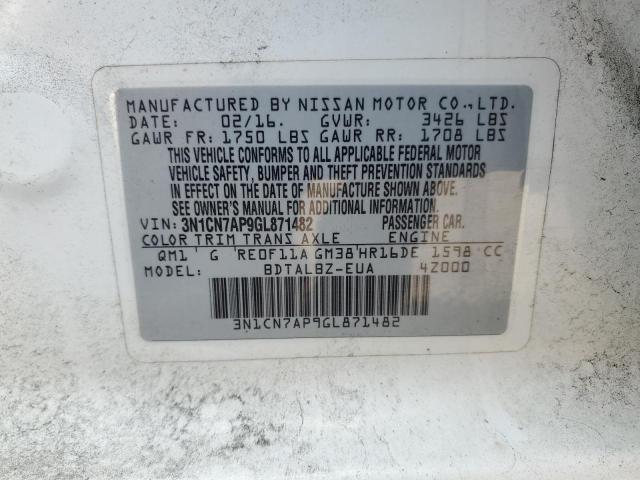 MANUFACTURED BY NISSAN MOTOR CO.,LTD.
DATE: 02/16. GVWR: 3426 LBS
GAWR FR: 1750 LBS GAWR RR: 1708 LBS
THIS VEHICLE CONFORMS TO ALL APPLICABLE FEDERAL MOTOR
VEHICLE SAFETY, BUMPER AND THEFT PREVENTION STANDARDS
IN EFFECT ON THE DATE OF MANUFACTURE SHOWN ABOVE.
SEE OWNER'S MANUAL FOR ADDITIONAL INFORMATION.
VIN: 3N1CN7AP9GL871482 PASSENGER CAR.
COLOR TRIM TRANS AXLE ENGINE
QM1 G RE0F11A GM38 HR16DE 1598 CC
MODEL: BDTALBZ-EUA 4Z000
3N1CN7AP9GL871482